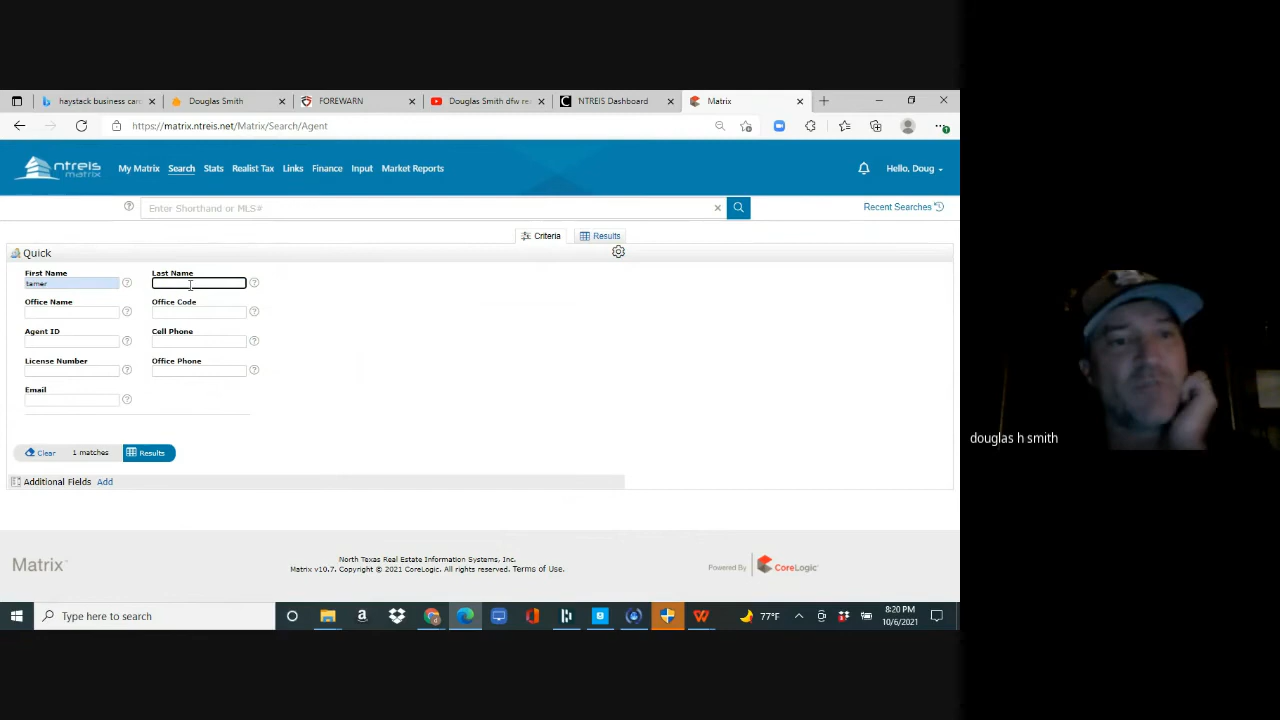 haystack business car
Douglas Smith
FOREWARN
Douglas Smith dfw re
NTREIS Dashboard
Matrix
https://matrix.ntreis.net/Matrix/Search/Agent
ntreis matrix
My Matrix Search Stats Realist Tax Links Finance Input Market Reports
Hello, Doug
Enter Shorthand or MLS#
Recent Searches
Criteria Results
Quick
First Name Last Name
tamer
Office Name Office Code
Agent ID Cell Phone
License Number Office Phone
Email
Clear 1 matches Results
Additional Fields Add
Matrix
North Texas Real Estate Information Systems, Inc.
Matrix v10.7. Copyright © 2021 CoreLogic. All rights reserved. Terms of Use.
Powered By CoreLogic
Type here to search
77°F
8:20 PM
10/6/2021
douglas h smith